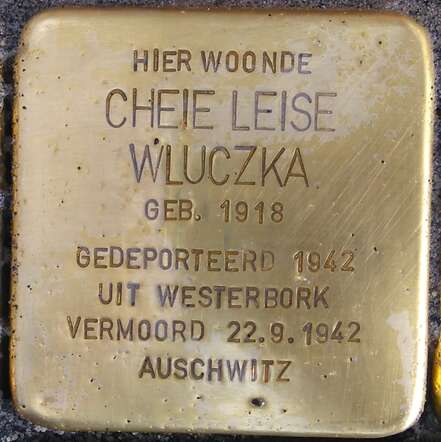 HIER WOONDE
CHEIE LEISE
WLUCZKA
GEB. 1918
GEDEPORTEERD 1942
UIT WESTERBORK
VERMOORD 22.9.1942
AUSCHWITZ